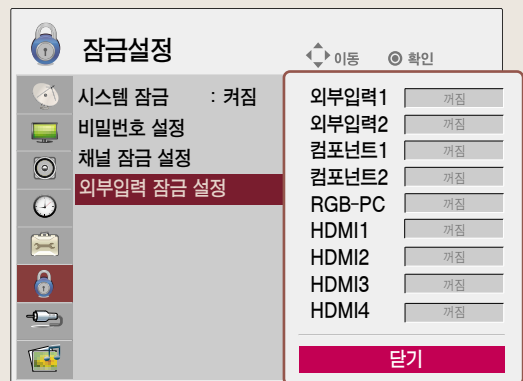 잠금설정
이동 확인
시스템 잠금 : 켜짐
비밀번호 설정
채널 잠금 설정
외부입력 잠금 설정
외부입력1 꺼짐
외부입력2 꺼짐
컴포넌트1 꺼짐
컴포넌트2 꺼짐
RGB-PC 꺼짐
HDMI1 꺼짐
HDMI2 꺼짐
HDMI3 꺼짐
HDMI4 꺼짐
닫기